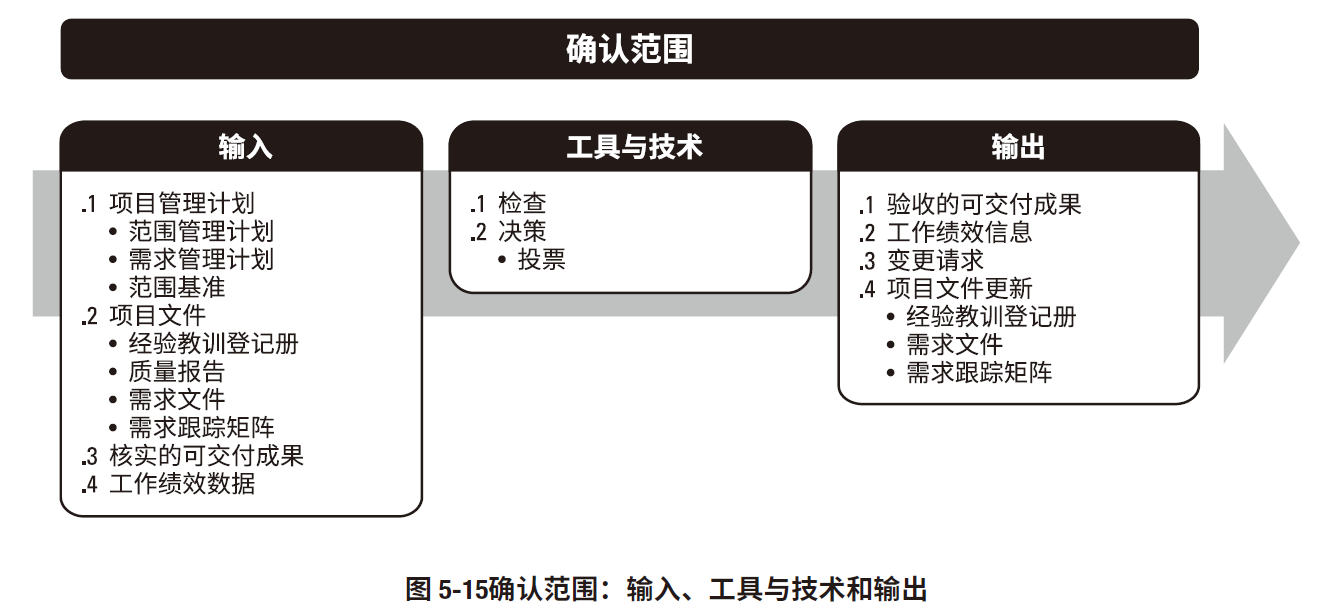 确认范围
输入
.1 项目管理计划
• 范围管理计划
• 需求管理计划
• 范围基准
.2 项目文件
• 经验教训登记册
• 质量报告
• 需求文件
• 需求跟踪矩阵
.3 核实的可交付成果
.4 工作绩效数据
工具与技术
.1 检查
.2 决策
• 投票
输出
.1 验收的可交付成果
.2 工作绩效信息
.3 变更请求
.4 项目文件更新
• 经验教训登记册
• 需求文件
• 需求跟踪矩阵
图 5-15确认范围：输入、工具与技术和输出